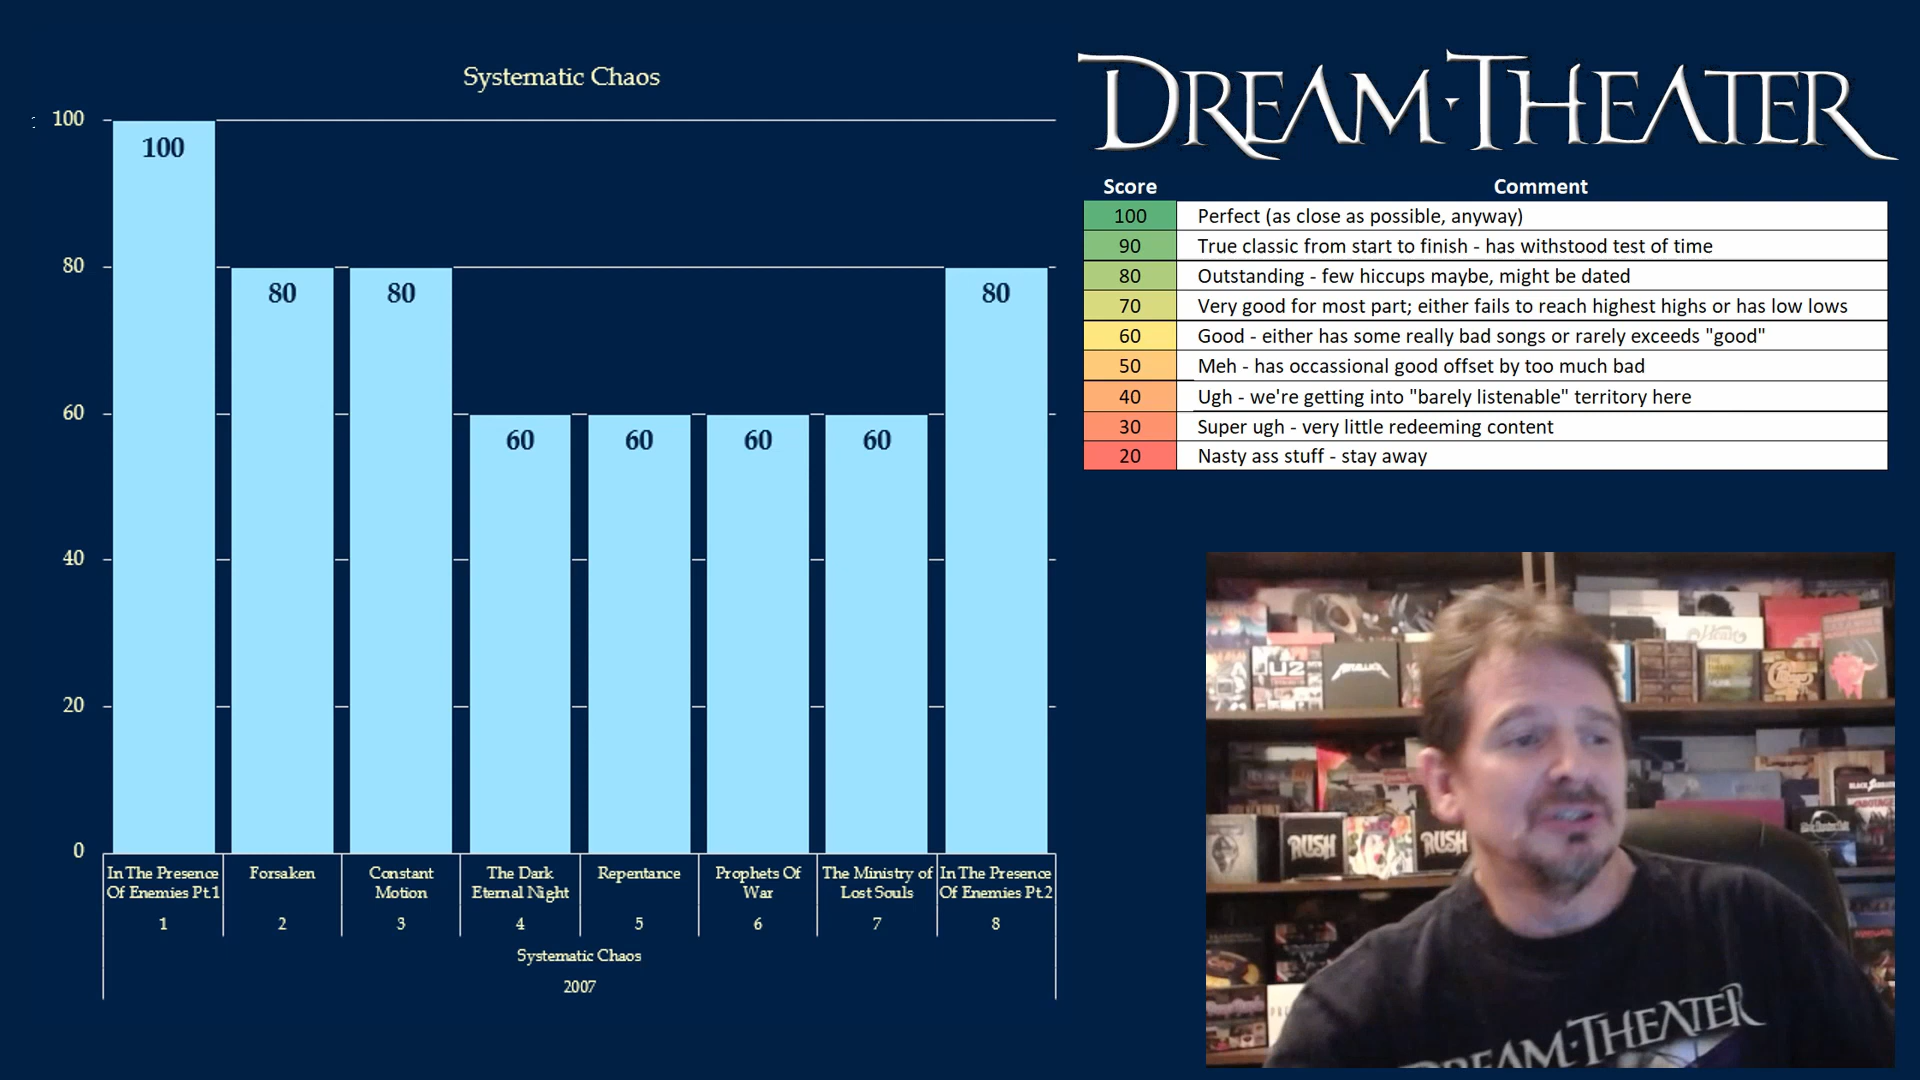 Systematic Chaos
100
80
60
40
20
0
100
80
80
60
60
60
60
80
In The Presence
Of Enemies Pt.1
Forsaken
Constant
Motion
The Dark
Eternal Night
Repentance
Prophets Of
War
The Ministry of
Lost Souls
In The Presence
Of Enemies Pt.2
1 2 3 4 5 6 7 8
Systematic Chaos
2007
DREAM THEATER
Score Comment
100 Perfect (as close as possible, anyway)
90 True classic from start to finish - has withstood test of time
80 Outstanding - few hiccups maybe, might be dated
70 Very good for most part; either fails to reach highest highs or has low lows
60 Good - either has some really bad songs or rarely exceeds "good"
50 Meh - has occassional good offset by too much bad
40 Ugh - we're getting into "barely listenable" territory here
30 Super ugh - very little redeeming content
20 Nasty ass stuff - stay away
Heart
U2
METALLICA
Chicago
BLACK SABBATH
SABOTAGE
RUSH
RUSH
DREAM THEATER